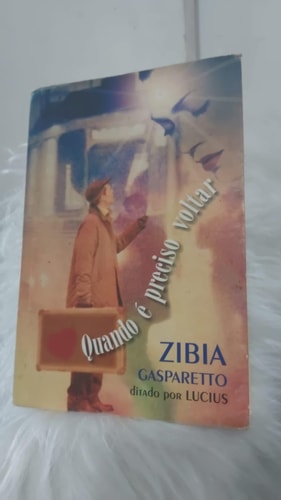 Quando é preciso voltar
ZIBIA
GASPARETTO
ditado por LUCIUS